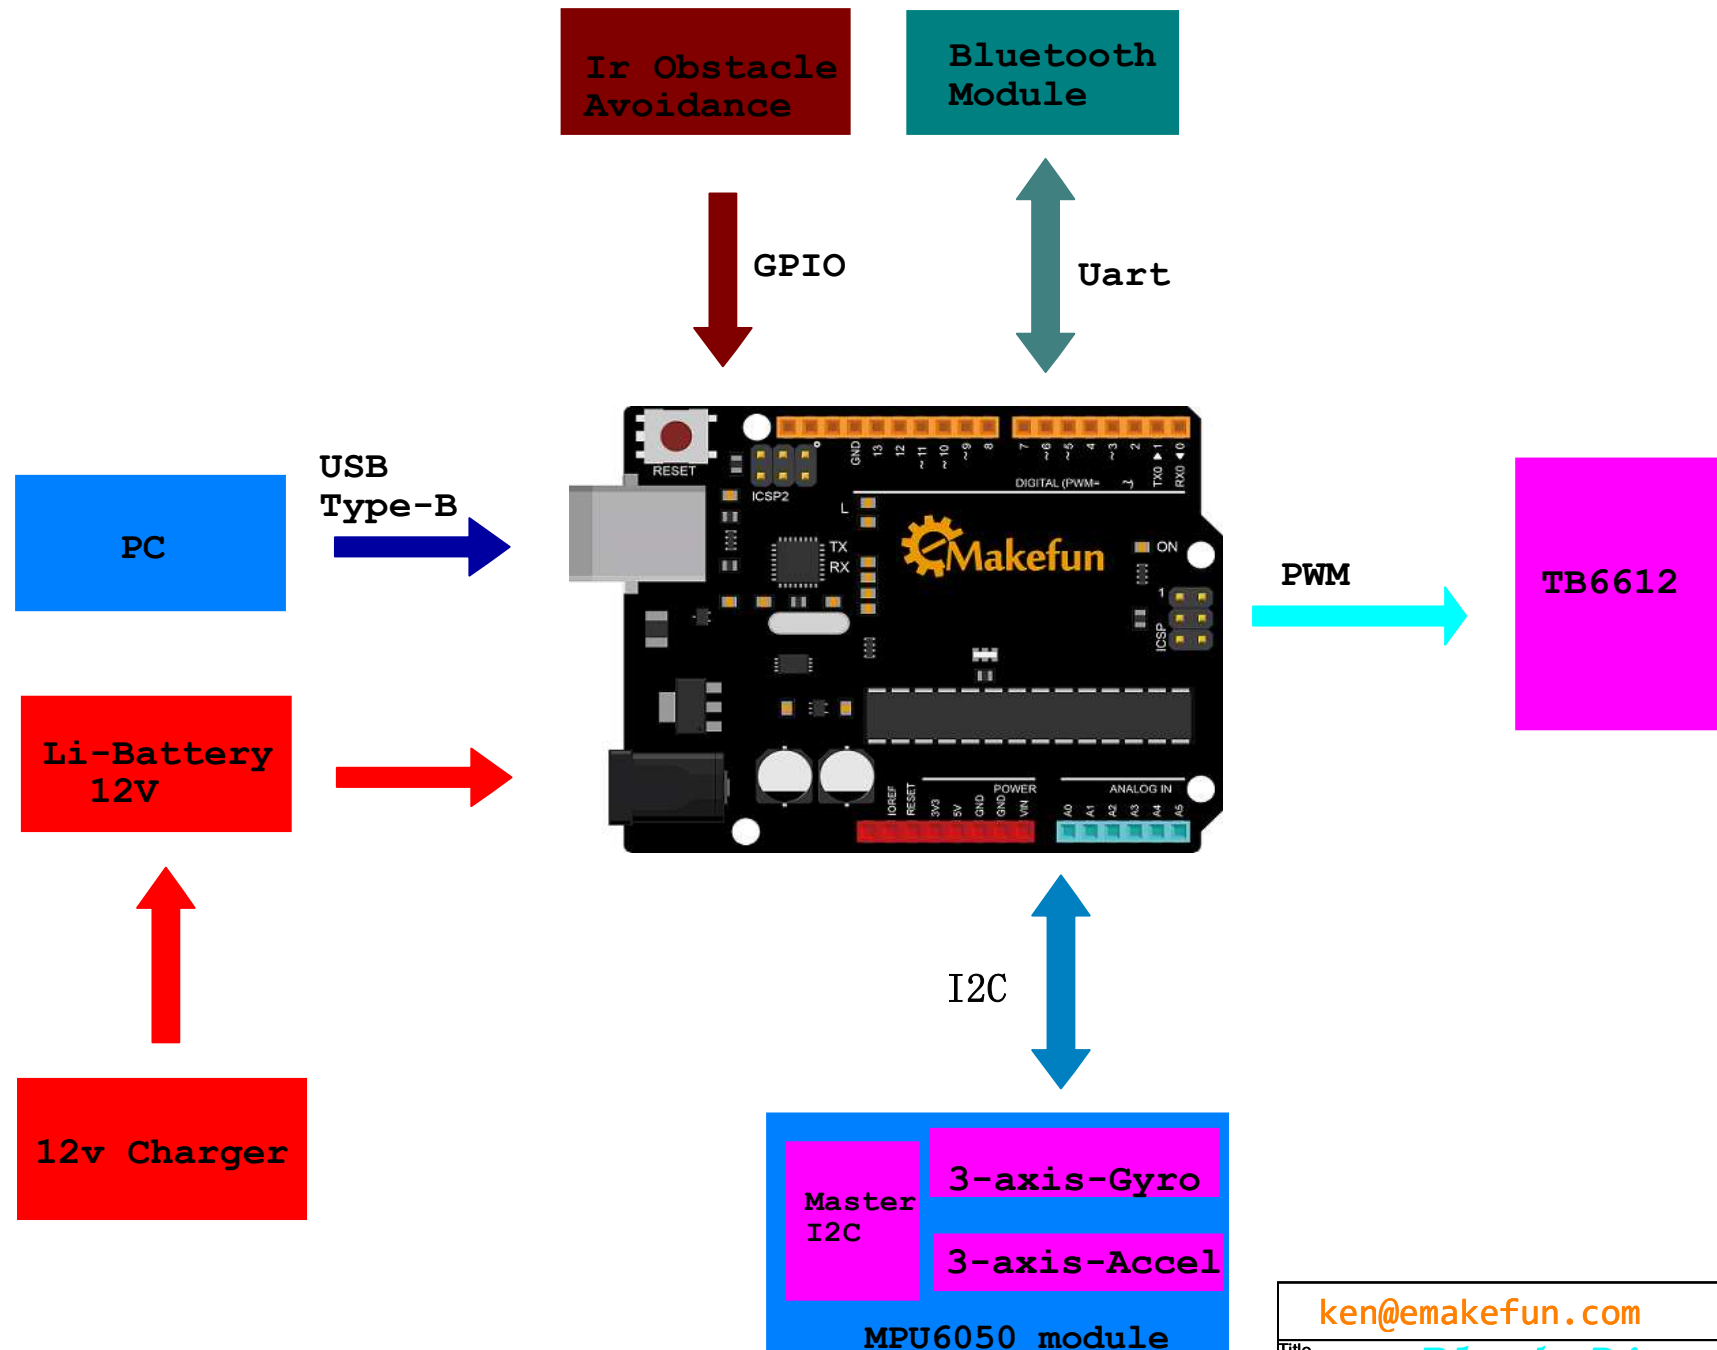 Ir Obstacle
Avoidance
Bluetooth
Module
GPIO
Uart
USB
Type-B
PC
Li-Battery
12V
12v Charger
RESET
ICSP2
L
TX
RX
GND
13
12
~11
~10
~9
8
7
~6
~5
4
~3
2
TX0 ▶ 1
RX0 ◀ 0
DIGITAL (PWM= ~)
eMakefun
ON
1
ICSP
IOREF
RESET
3V3
5V
GND
GND
VIN
POWER
ANALOG IN
A0
A1
A2
A3
A4
A5
PWM
TB6612
I2C
Master
I2C
3-axis-Gyro
3-axis-Accel
MPU6050 module
ken@emakefun.com
Title